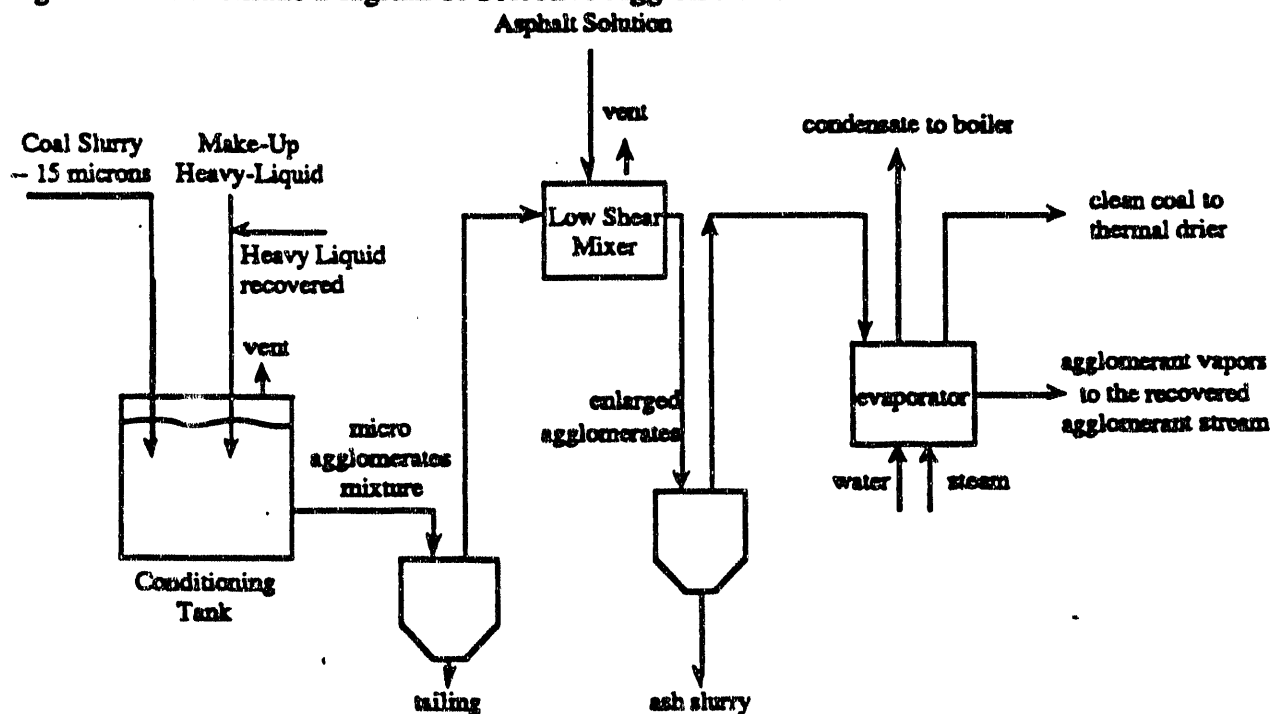 Asphalt Solution
vent
condensate to boiler
Coal Slurry
~ 15 microns
Make-Up
Heavy-Liquid
clean coal to
thermal drier
Low Shear
Mixer
Heavy Liquid
recovered
vent
agglomerant vapors
to the recovered
agglomerant stream
evaporator
enlarged
agglomerates
micro
agglomerates
mixture
water
steam
Conditioning
Tank
tailing
ash slurry